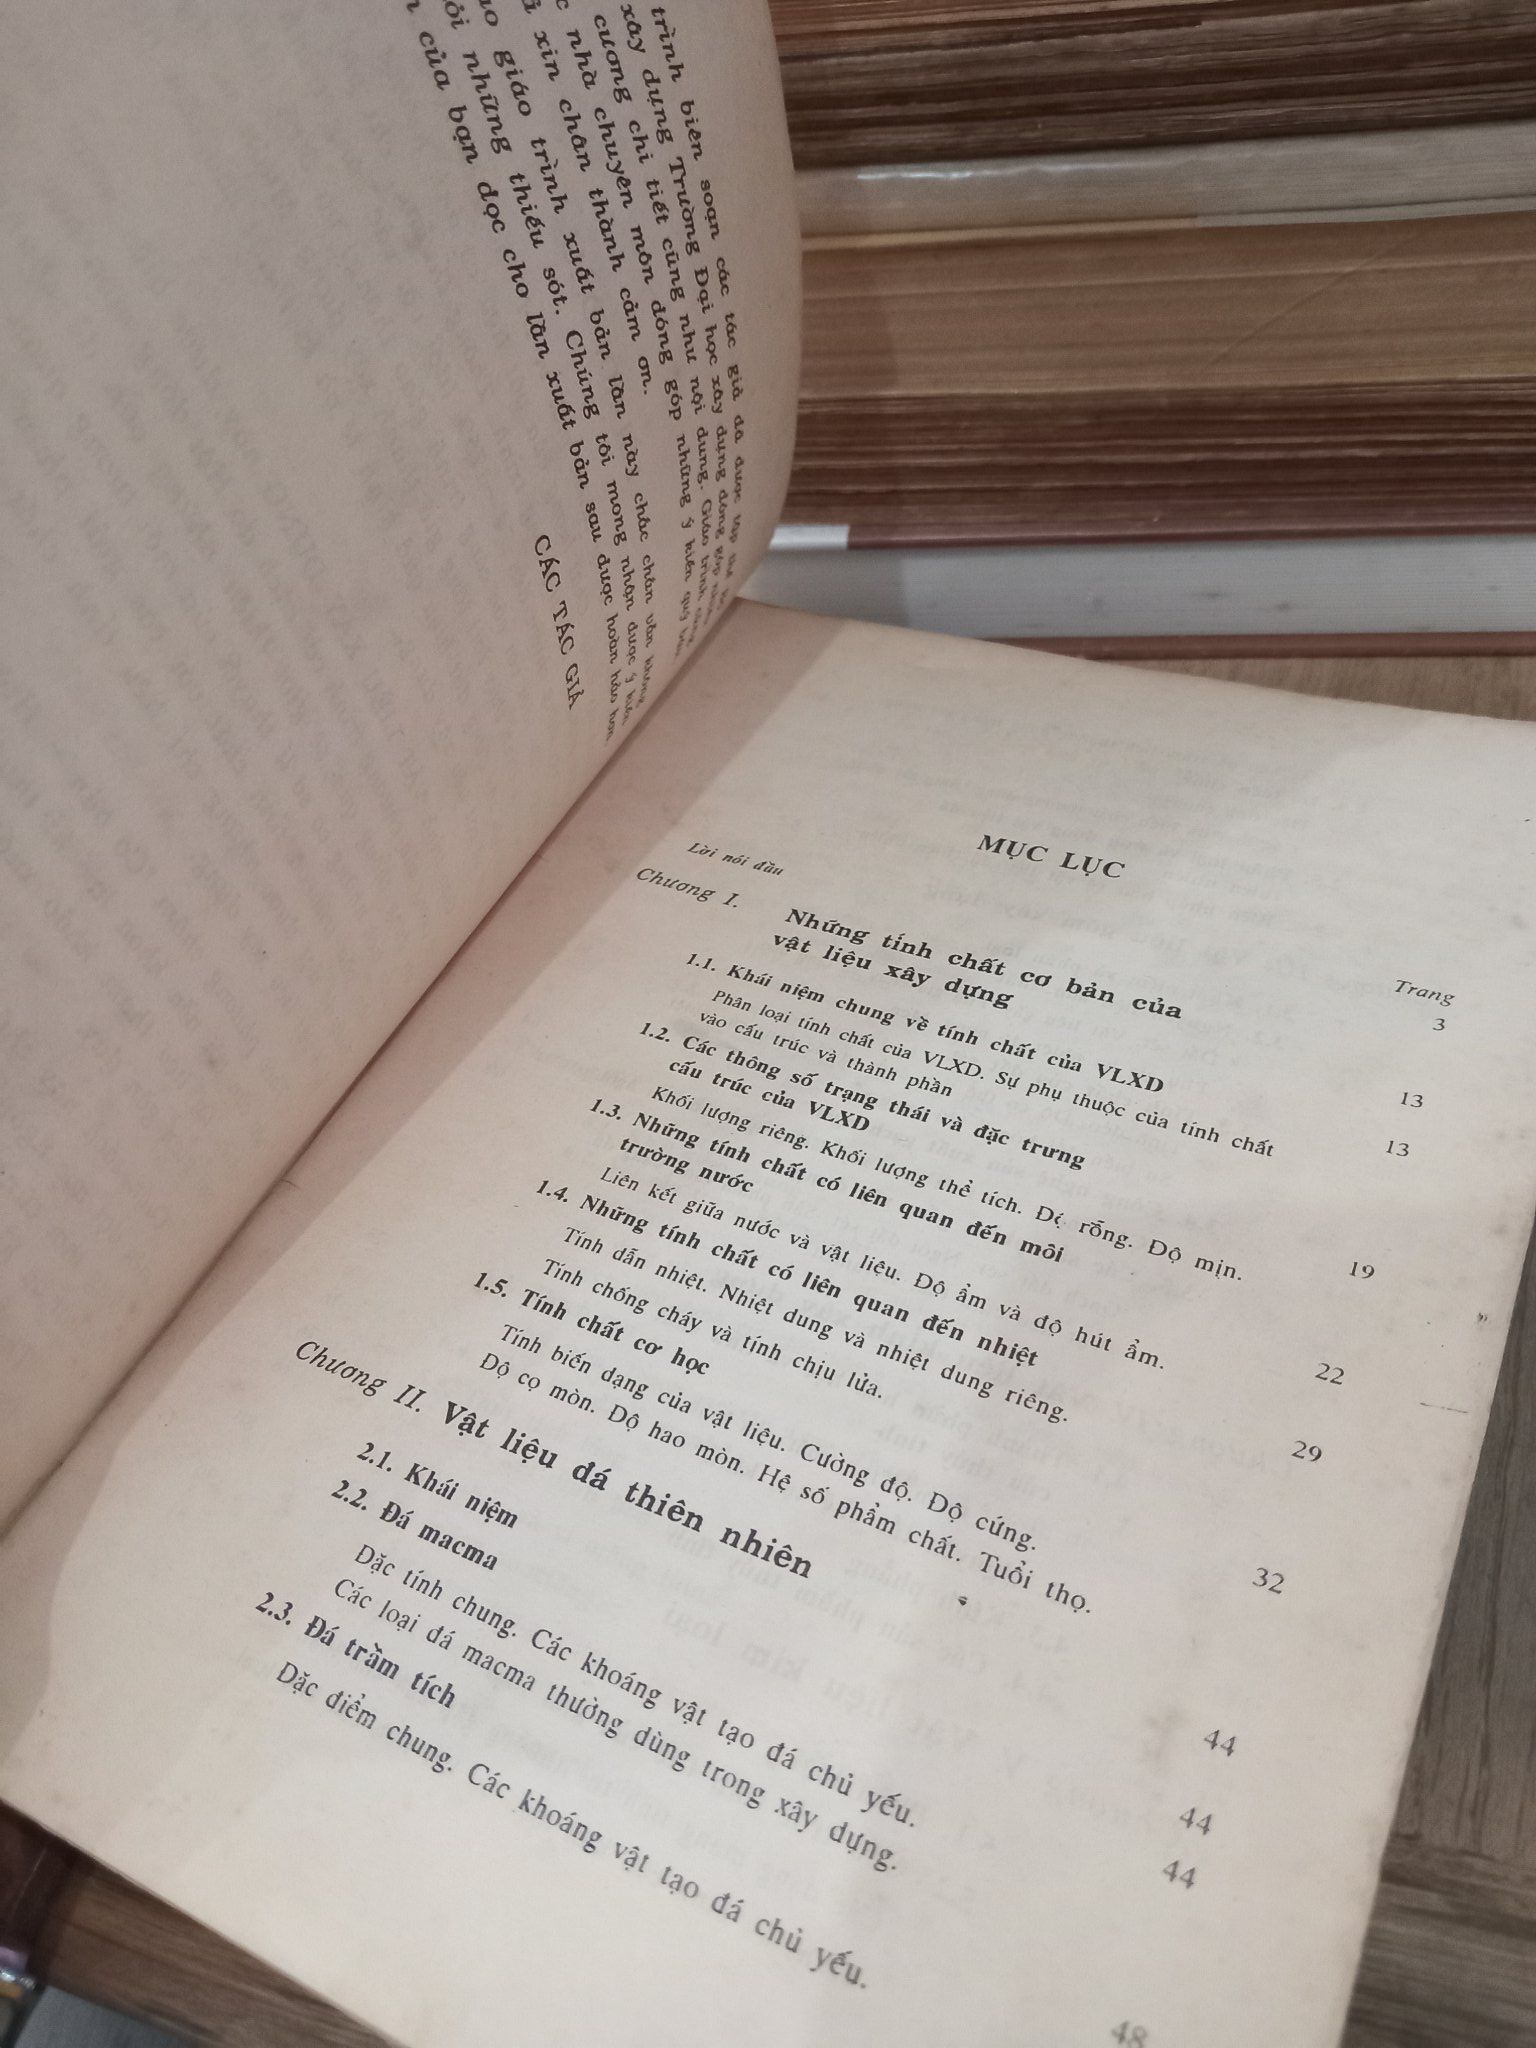 trình biên soạn các tác giả đã được tập thể Bộ
xây dựng Trường Đại học xây dựng đóng góp
cương chi tiết cũng như nội dung. Giáo trình cũng
nhà chuyên môn đóng góp những ý kiến quý báu
xin chân thành cảm ơn.
giáo trình xuất bản lần này chắc chắn vẫn không
những thiếu sót. Chúng tôi mong nhận được ý kiến
của bạn đọc cho lần xuất bản sau được hoàn hảo hơn.
CÁC TÁC GIẢ
MỤC LỤC
Trang
Lời nói đầu 3
Chương I. Những tính chất cơ bản của
vật liệu xây dựng 13
1.1. Khái niệm chung về tính chất của VLXD 13
Phân loại tính chất của VLXD. Sự phụ thuộc của tính chất
vào cấu trúc và thành phần
1.2. Các thông số trạng thái và đặc trưng
cấu trúc của VLXD 19
Khối lượng riêng. Khối lượng thể tích. Độ rỗng. Độ mịn.
1.3. Những tính chất có liên quan đến môi
trường nước 22
Liên kết giữa nước và vật liệu. Độ ẩm và độ hút ẩm.
1.4. Những tính chất có liên quan đến nhiệt 29
Tính dẫn nhiệt. Nhiệt dung và nhiệt dung riêng.
Tính chống cháy và tính chịu lửa.
1.5. Tính chất cơ học 32
Tính biến dạng của vật liệu. Cường độ. Độ cứng.
Độ cọ mòn. Độ hao mòn. Hệ số phẩm chất. Tuổi thọ.
Chương II. Vật liệu đá thiên nhiên 44
2.1. Khái niệm 44
2.2. Đá macma 44
Đặc tính chung. Các khoáng vật tạo đá chủ yếu.
Các loại đá macma thường dùng trong xây dựng.
2.3. Đá trầm tích 48
Đặc điểm chung. Các khoáng vật tạo đá chủ yếu.